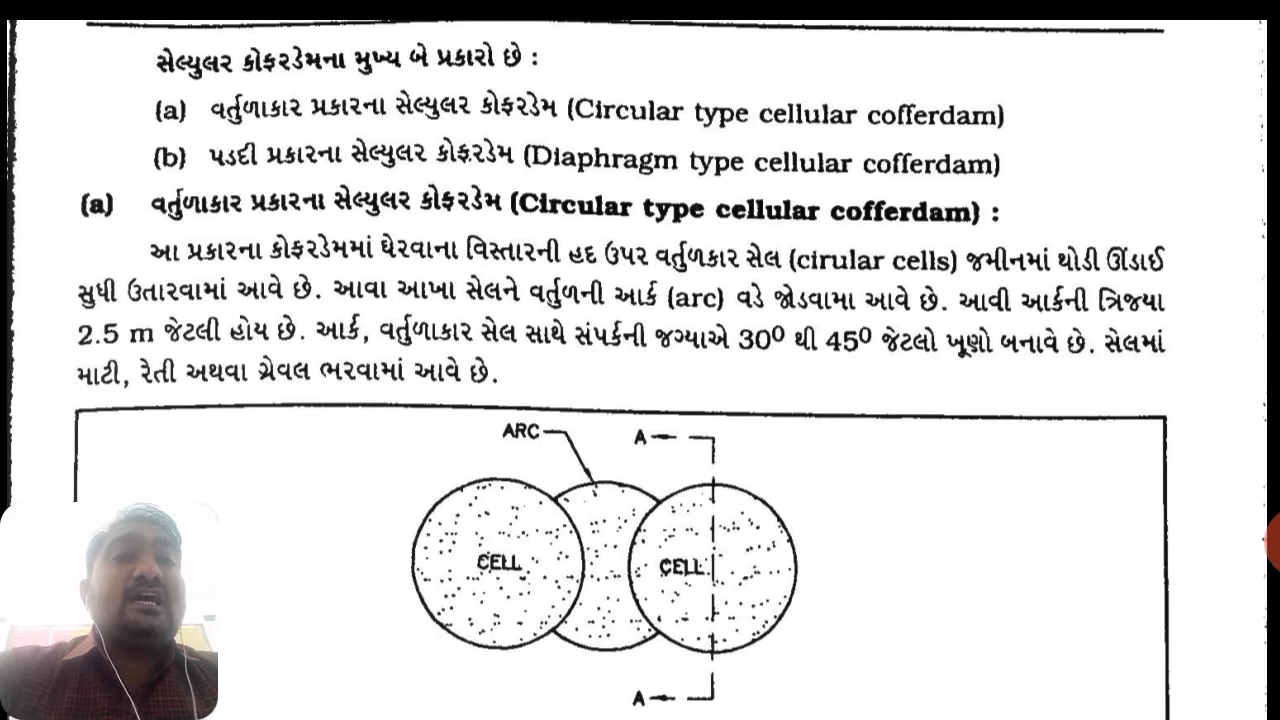 સેલ્યુલર કોફરડેમના મુખ્ય બે પ્રકારો છે :
(a) વર્તુળાકાર પ્રકારના સેલ્યુલર કોફરડેમ (Circular type cellular cofferdam)
(b) પડદી પ્રકારના સેલ્યુલર કોફરડેમ (Diaphragm type cellular cofferdam)
(a) વર્તુળાકાર પ્રકારના સેલ્યુલર કોફરડેમ (Circular type cellular cofferdam) :
આ પ્રકારના કોફરડેમમાં ઘેરવાના વિસ્તારની હદ ઉપર વર્તુળકાર સેલ (cirular cells) જમીનમાં થોડી ઊંડાઈ
સુધી ઉતારવામાં આવે છે. આવા આખા સેલને વર્તુળની આર્ક (arc) વડે જોડવામા આવે છે. આવી આર્કની ત્રિજયા
2.5 m જેટલી હોય છે. આર્ક, વર્તુળાકાર સેલ સાથે સંપર્કની જગ્યાએ 30⁰ થી 45⁰ જેટલો ખૂણો બનાવે છે. સેલમાં
માટી, રેતી અથવા ગ્રેવલ ભરવામાં આવે છે.
ARC
A
CELL
CELL
A